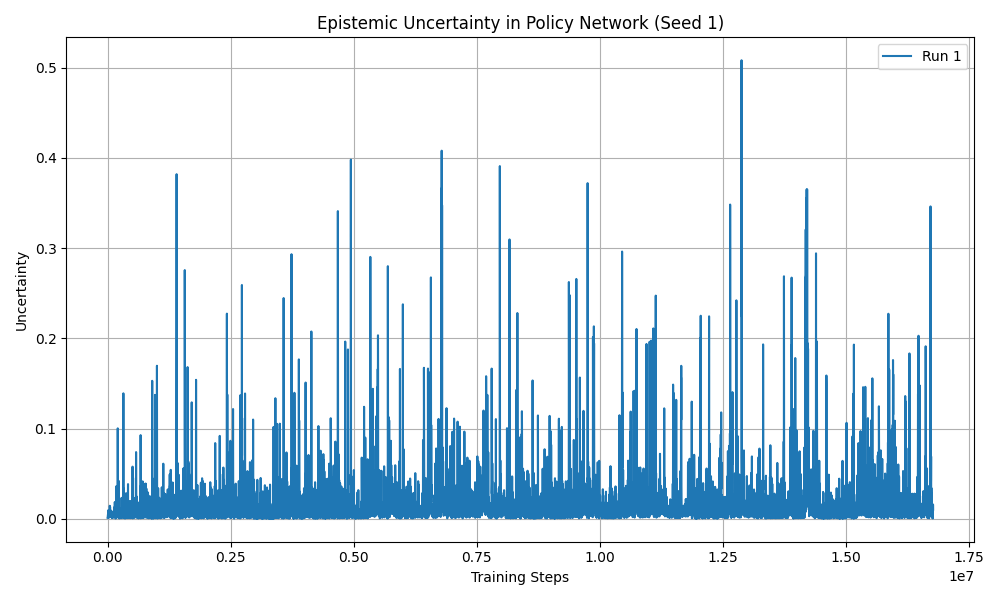 Epistemic Uncertainty in Policy Network (Seed 1)
Run 1
Uncertainty
0.5
0.4
0.3
0.2
0.1
0.0
0.00 0.25 0.50 0.75 1.00 1.25 1.50 1.75
1e7
Training Steps